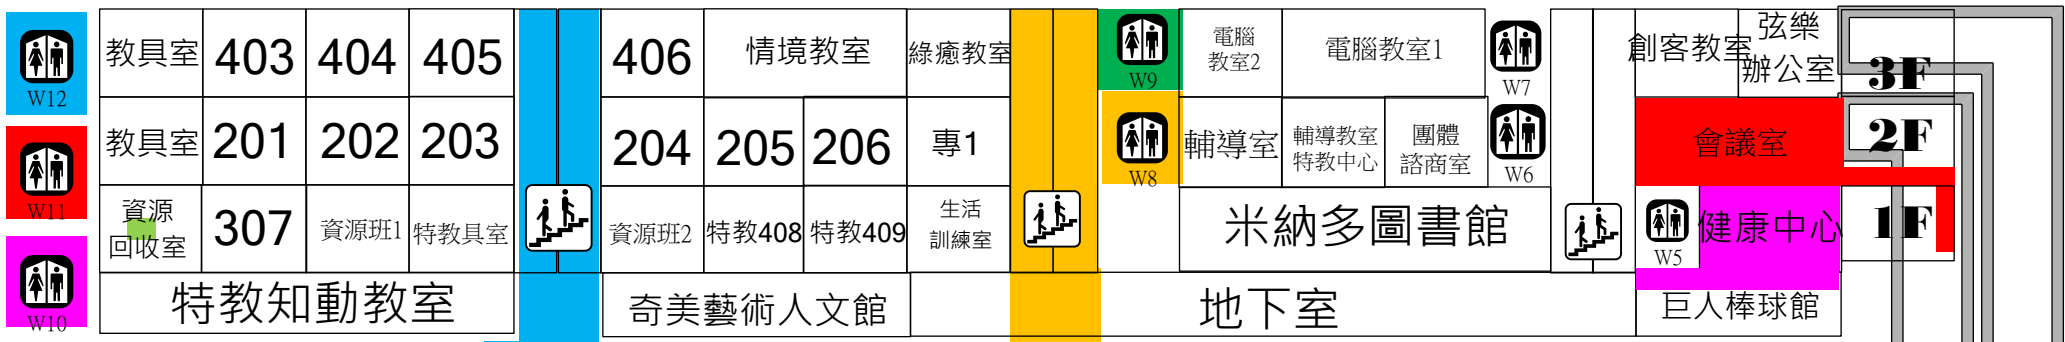 W12
教具室
403
404
405
406
情境教室
綠癒教室
W9
電腦
教室2
電腦教室1
W7
創客教室
弦樂
辦公室
3F
W11
教具室
201
202
203
204
205
206
專1
W8
輔導室
輔導教室
特教中心
團體
諮商室
W6
會議室
2F
W10
資源
回收室
307
資源班1
特教具室
資源班2
特教408
特教409
生活
訓練室
米納多圖書館
W5
健康中心
1F
特教知動教室
奇美藝術人文館
地下室
巨人棒球館